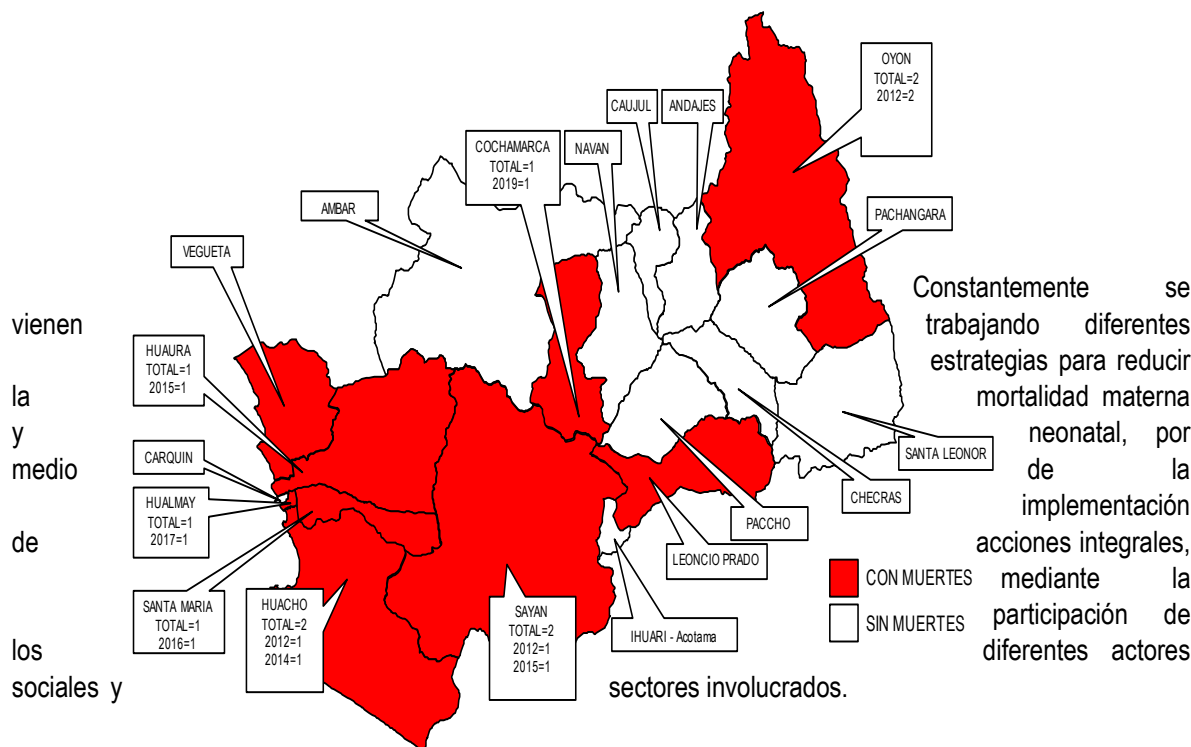 OYON
TOTAL=2
2012=2
CAUJUL
ANDAJES
COCHAMARCA
TOTAL=1
2019=1
NAVAN
AMBAR
PACHANGARA
VEGUETA
HUAURA
TOTAL=1
2015=1
CARQUIN
HUALMAY
TOTAL=1
2017=1
SANTA MARIA
TOTAL=1
2016=1
HUACHO
TOTAL=2
2012=1
2014=1
SAYAN
TOTAL=2
2012=1
2015=1
IHUARI - Acotama
LEONCIO PRADO
PACCHO
CHECRAS
SANTA LEONOR
CON MUERTES
SIN MUERTES
Constantemente se
vienen trabajando diferentes
estrategias para reducir
la mortalidad materna
y neonatal, por
medio de la
implementación
de acciones integrales,
mediante la
participación de
los diferentes actores
sociales y sectores involucrados.